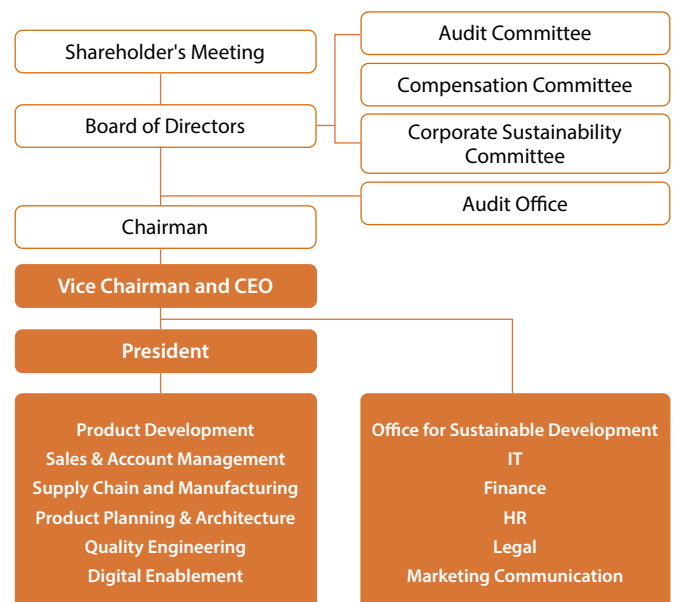 Shareholder's Meeting
Board of Directors
Audit Committee
Compensation Committee
Corporate Sustainability
Committee
Audit Office
Chairman
Vice Chairman and CEO
President
Product Development
Sales & Account Management
Supply Chain and Manufacturing
Product Planning & Architecture
Quality Engineering
Digital Enablement
Office for Sustainable Development
IT
Finance
HR
Legal
Marketing Communication